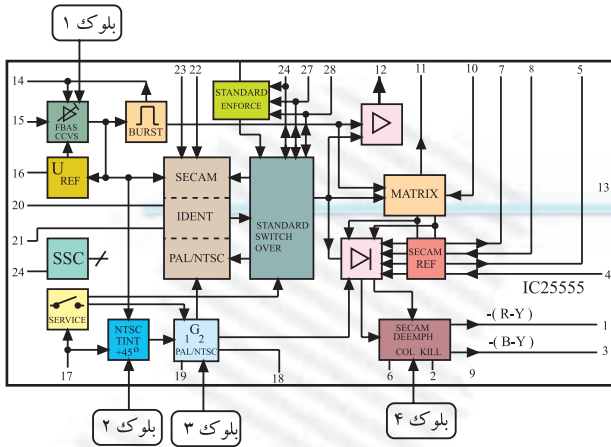 بلوک ۱
14
23 22
24
27
28
12
11
7
8
5
15
FBAS
CCVS
BURST
STANDARD
ENFORCE
16
U
REF
SECAM
MATRIX
10
13
20
IDENT
STANDARD
SWITCH
OVER
21
SSC
24
PAL/NTSC
SECAM
REF
4
IC25555
SERVICE
NTSC
TINT
+45º
G
1 2
PAL/NTSC
SECAM
DEEMPH
COL KILL
-( R-Y )
1
-( B-Y )
3
17
19
18
6
2
9
بلوک ۲
بلوک ۳
بلوک ۴